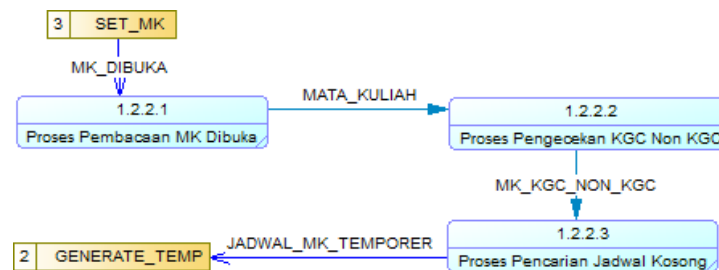 3 SET_MK
MK_DIBUKA
1.2.2.1
Proses Pembacaan MK Dibuka
MATA_KULIAH
1.2.2.2
Proses Pengecekan KGC Non KGC
MK_KGC_NON_KGC
1.2.2.3
Proses Pencarian Jadwal Kosong
JADWAL_MK_TEMPORER
2 GENERATE_TEMP